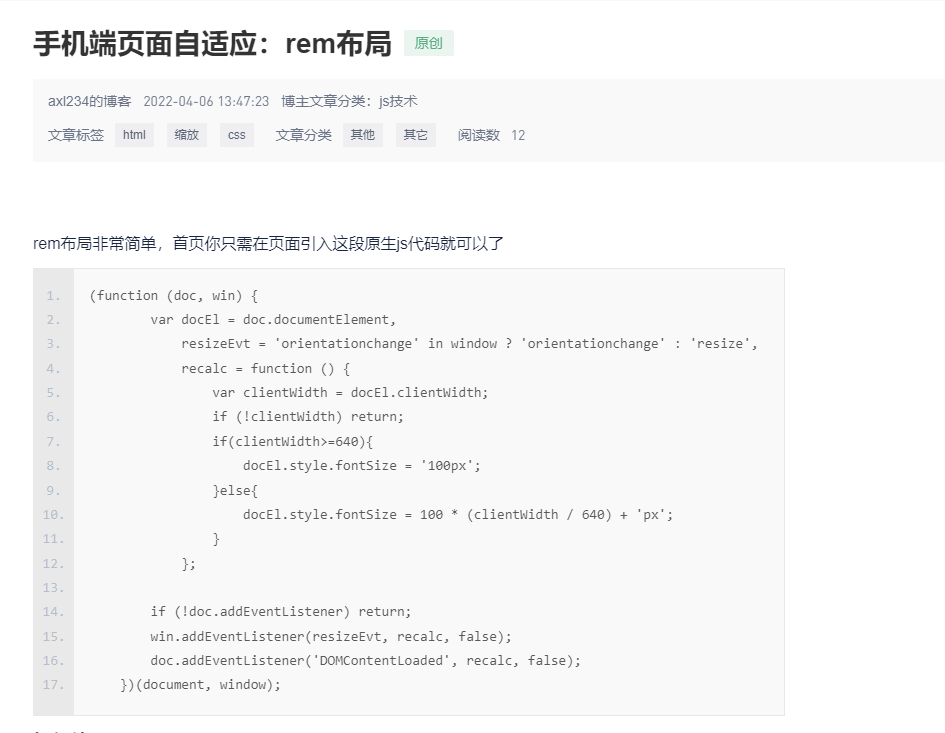 手机端页面自适应：rem布局 原创
axl234的博客 2022-04-06 13:47:23 博主文章分类：js技术
文章标签 html 缩放 css 文章分类 其他 其它 阅读数 12
rem布局非常简单，首页你只需在页面引入这段原生js代码就可以了
1. (function (doc, win) {
2.         var docEl = doc.documentElement,
3.             resizeEvt = 'orientationchange' in window ? 'orientationchange' : 'resize',
4.             recalc = function () {
5.                 var clientWidth = docEl.clientWidth;
6.                 if (!clientWidth) return;
7.                 if(clientWidth>=640){
8.                     docEl.style.fontSize = '100px';
9.                 }else{
10.                     docEl.style.fontSize = 100 * (clientWidth / 640) + 'px';
11.                 }
12.             };
13.
14.         if (!doc.addEventListener) return;
15.         win.addEventListener(resizeEvt, recalc, false);
16.         doc.addEventListener('DOMContentLoaded', recalc, false);
17.     })(document, window);